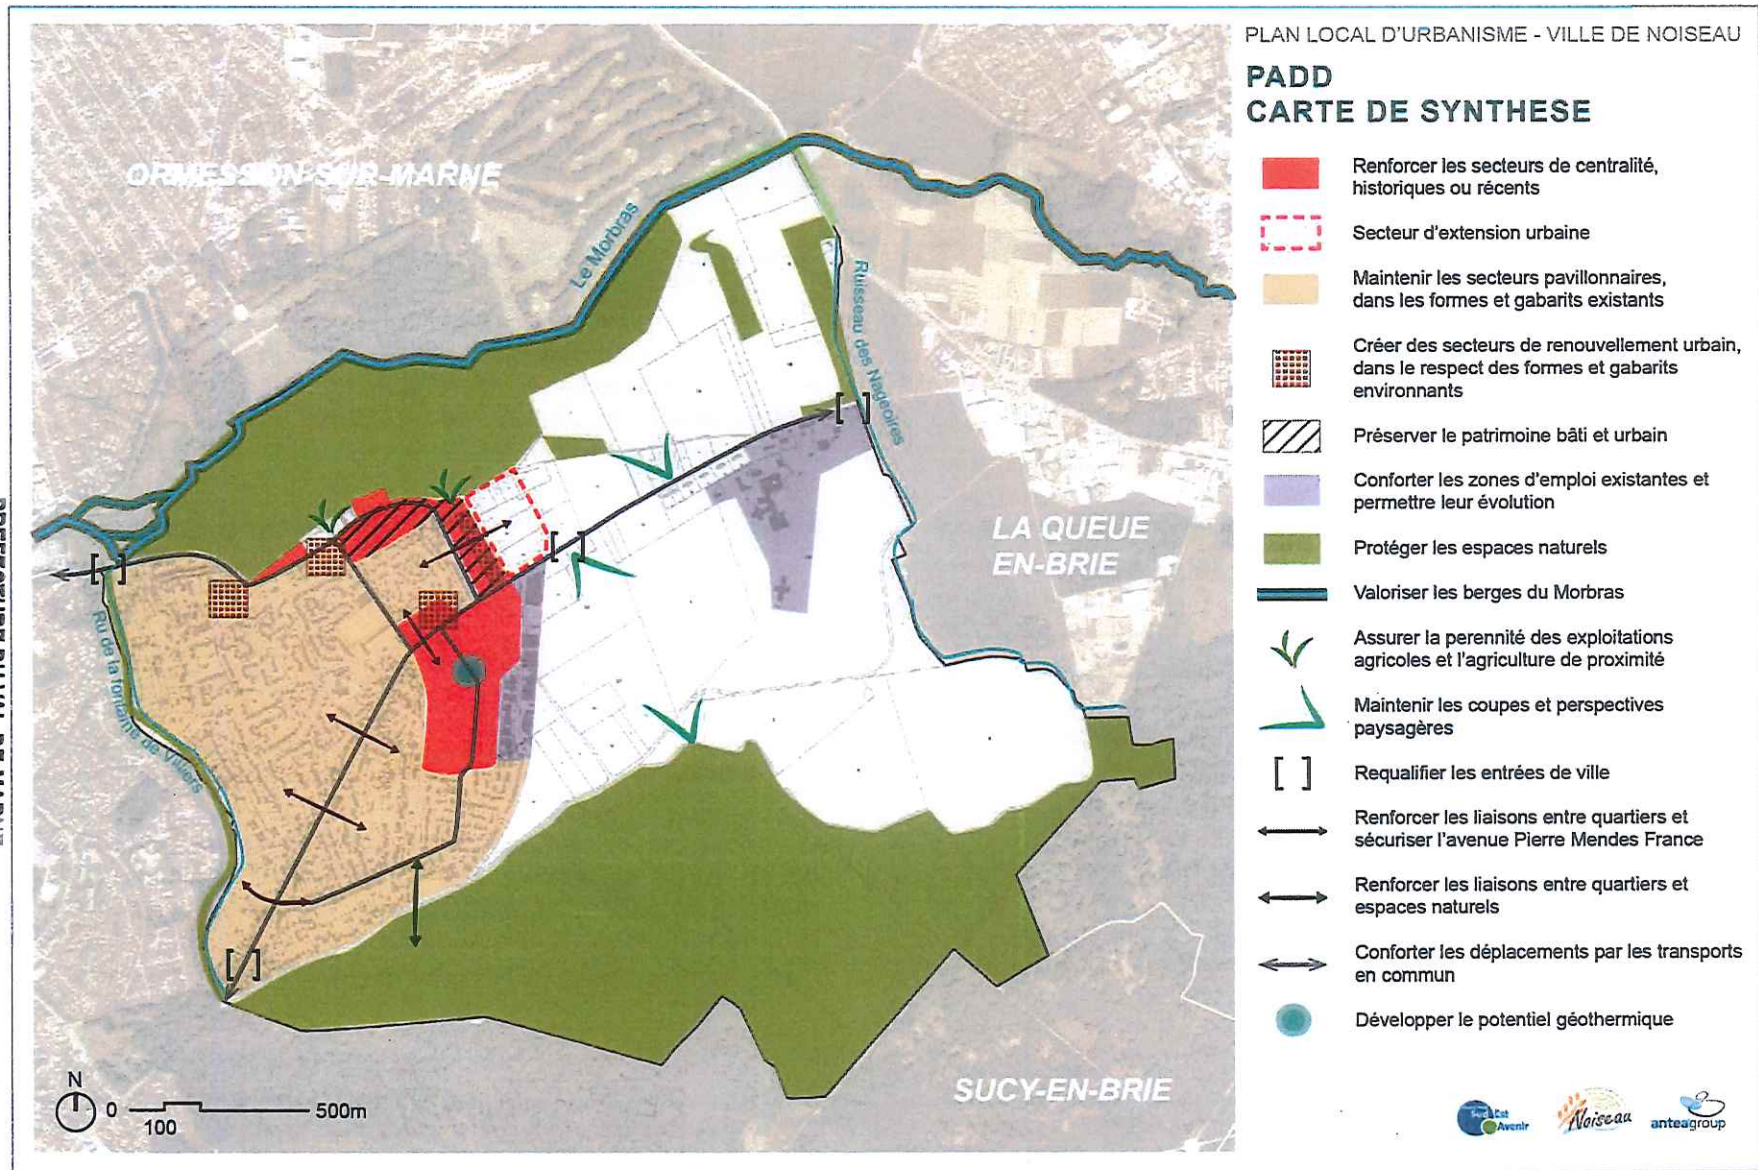 PLAN LOCAL D'URBANISME - VILLE DE NOISEAU
PADD
CARTE DE SYNTHESE
Renforcer les secteurs de centralité,
historiques ou récents
Secteur d'extension urbaine
Maintenir les secteurs pavillonnaires,
dans les formes et gabarits existants
Créer des secteurs de renouvellement urbain,
dans le respect des formes et gabarits
environnants
Préserver le patrimoine bâti et urbain
Conforter les zones d'emploi existantes et
permettre leur évolution
Protéger les espaces naturels
Valoriser les berges du Morbras
Assurer la perennité des exploitations
agricoles et l'agriculture de proximité
Maintenir les coupes et perspectives
paysagères
Requalifier les entrées de ville
Renforcer les liaisons entre quartiers et
sécuriser l'avenue Pierre Mendes France
Renforcer les liaisons entre quartiers et
espaces naturels
Conforter les déplacements par les transports
en commun
Développer le potentiel géothermique
Sud Est
Avenir
Noiseau
anteagroup
ORMESSON-SUR-MARNE
Le Morbras
Ruisseau des Nageoires
LA QUEUE
EN-BRIE
Ru de la fontaine de Villiers
SUCY-EN-BRIE
N
0
100
500m